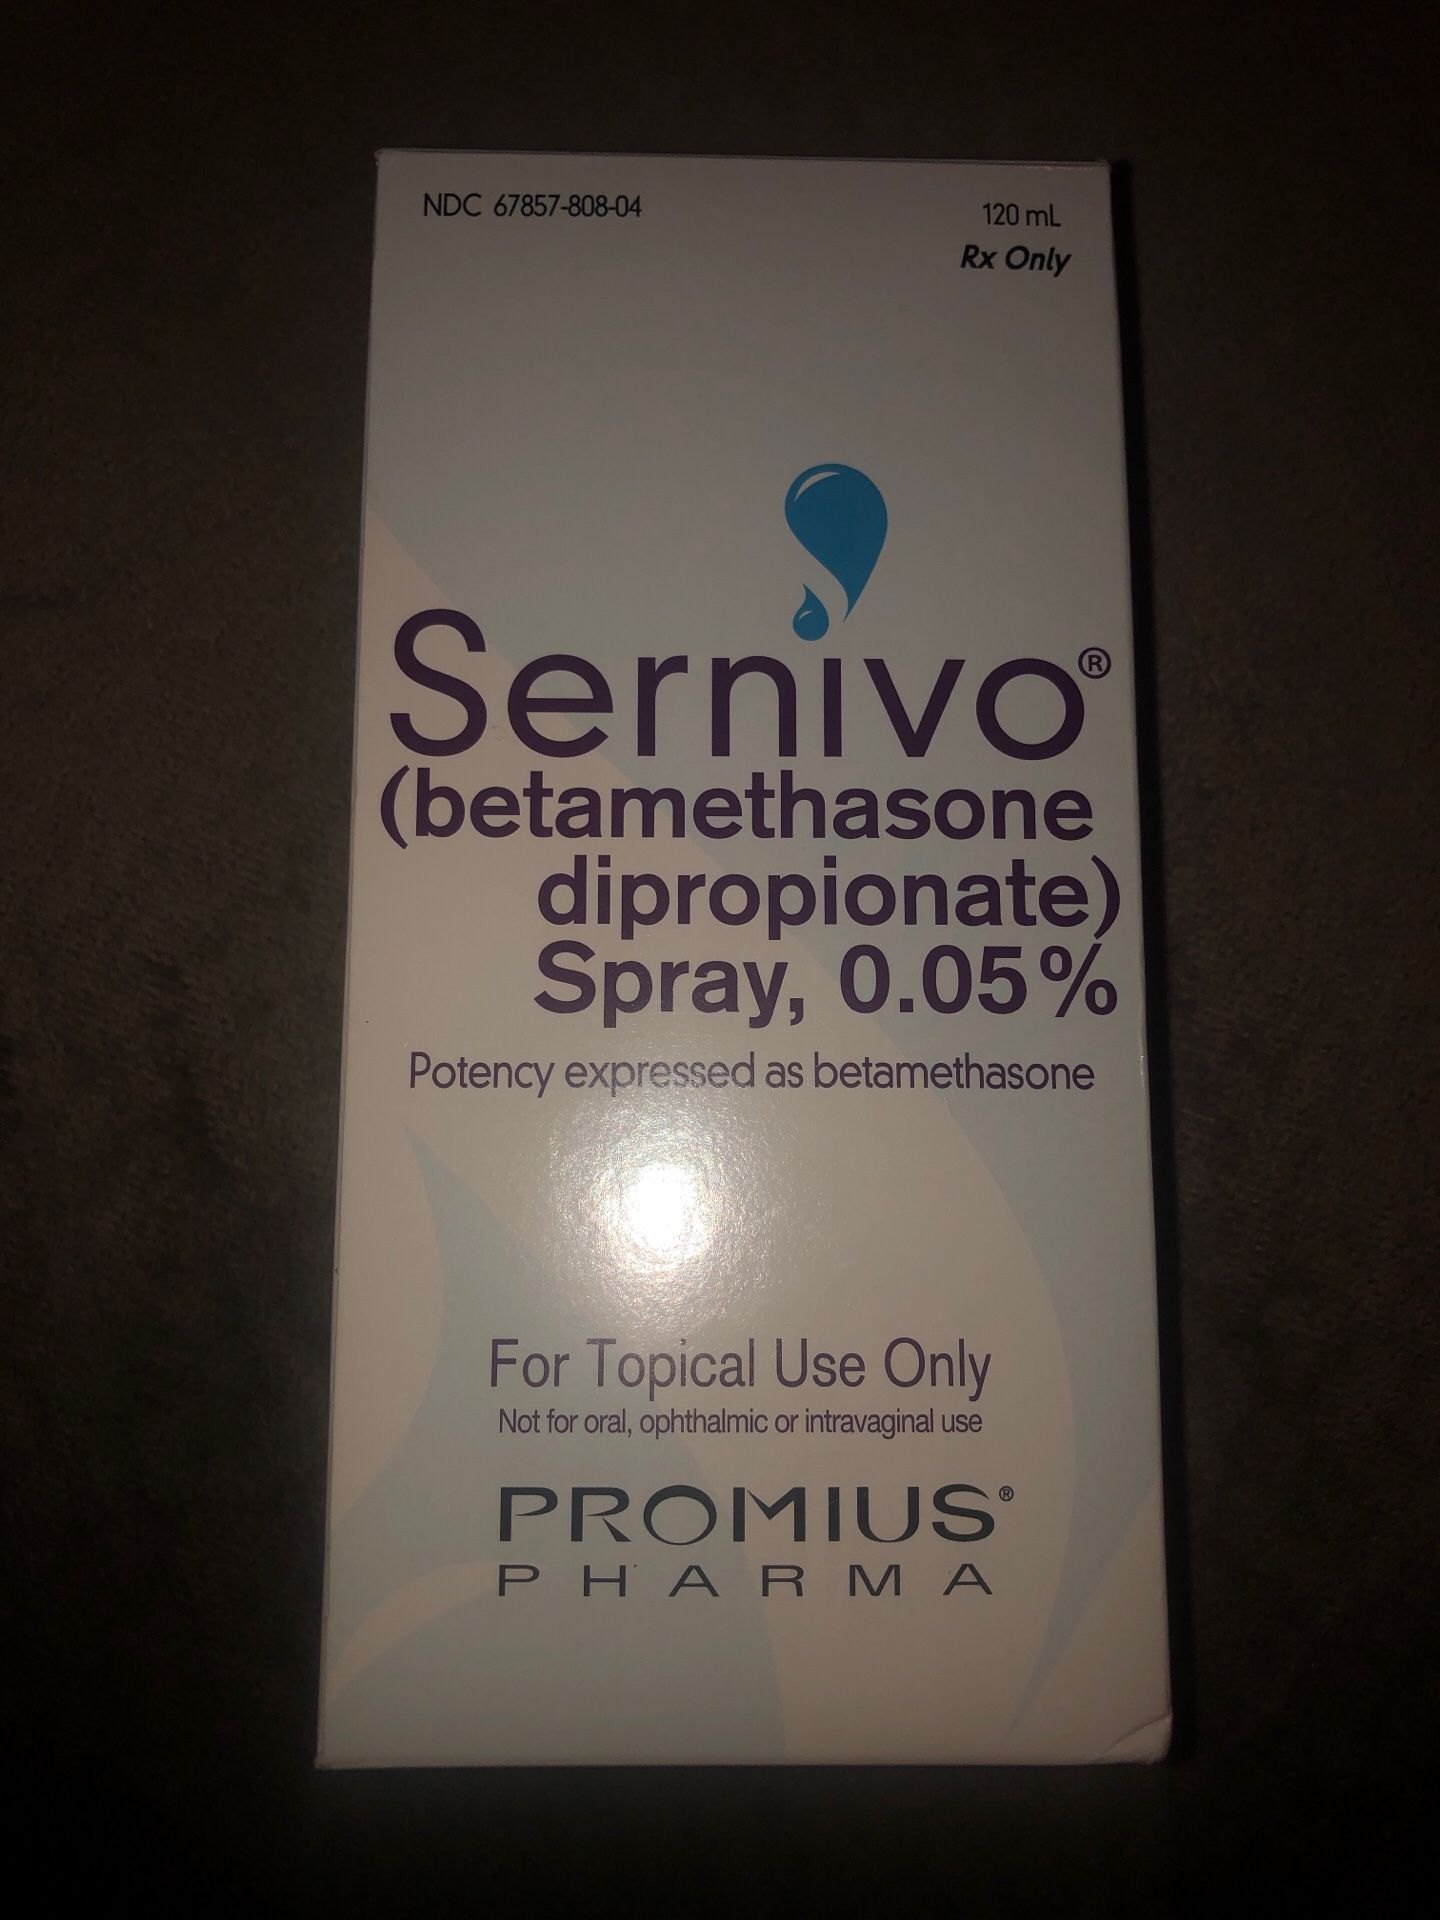 NDC 67857-808-04
120 mL
Rx Only
Sernivo®
(betamethasone
dipropionate)
Spray, 0.05%
Potency expressed as betamethasone
For Topical Use Only
Not for oral, ophthalmic or intravaginal use
PROMIUS®
PHARMA